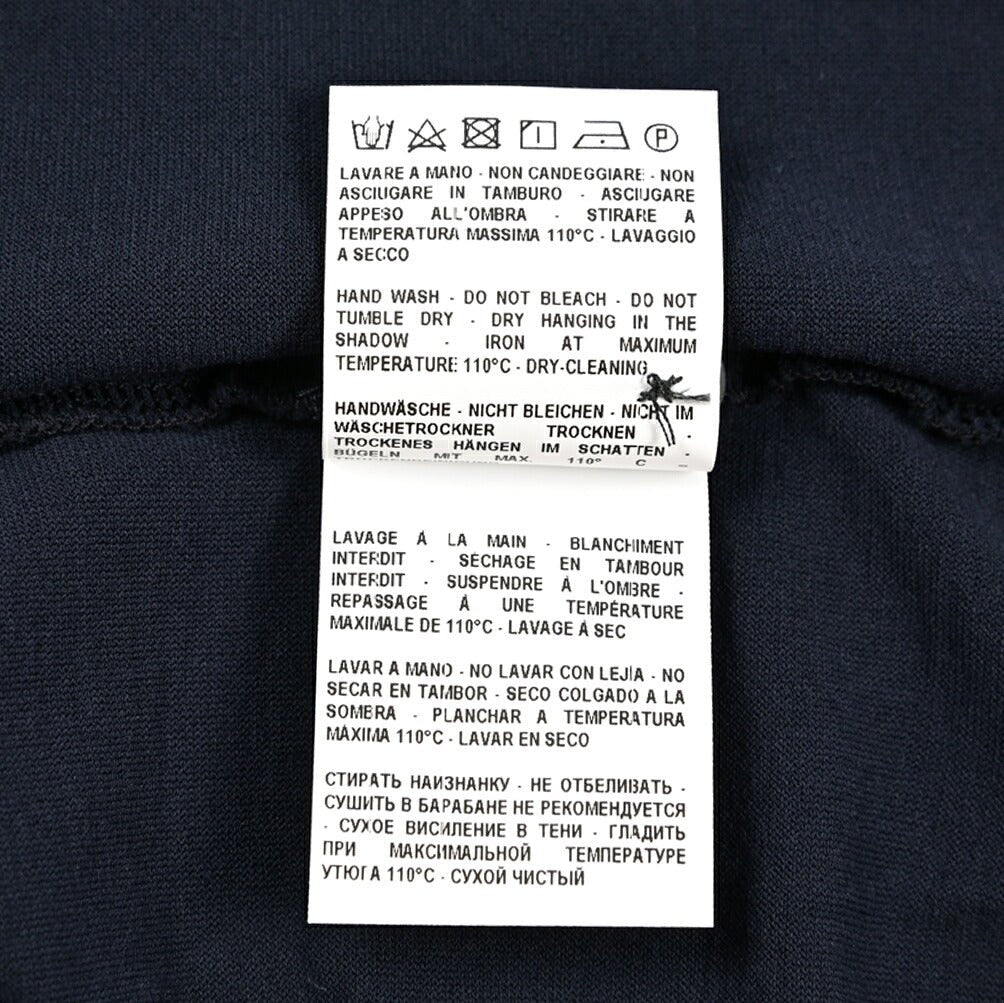 P
LAVARE A MANO - NON CANDEGGIARE - NON
ASCIUGARE IN TAMBURO - ASCIUGARE
APPESO ALL'OMBRA - STIRARE A
TEMPERATURA MASSIMA 110°C - LAVAGGIO
A SECCO
HAND WASH - DO NOT BLEACH - DO NOT
TUMBLE DRY - DRY HANGING IN THE
SHADOW - IRON AT MAXIMUM
TEMPERATURE 110°C - DRY-CLEANING
HANDWÄSCHE - NICHT BLEICHEN - NICHT IM
WÄSCHETROCKNER TROCKNEN -
TROCKENES HÄNGEN IM SCHATTEN -
BÜGELN MIT MAX. 110° C -
LAVAGE À LA MAIN - BLANCHIMENT
INTERDIT - SÉCHAGE EN TAMBOUR
INTERDIT - SUSPENDRE À L'OMBRE -
REPASSAGE À UNE TEMPÉRATURE
MAXIMALE DE 110°C - LAVAGE À SEC
LAVAR A MANO - NO LAVAR CON LEJÍA - NO
SECAR EN TAMBOR - SECO COLGADO A LA
SOMBRA - PLANCHAR A TEMPERATURA
MÁXIMA 110°C - LAVAR EN SECO
СТИРАТЬ НАИЗНАНКУ - НЕ ОТБЕЛИВАТЬ -
СУШИТЬ В БАРАБАНЕ НЕ РЕКОМЕНДУЕТСЯ
- СУХОЕ ВИСИЛЕНИЕ В ТЕНИ - ГЛАДИТЬ
ПРИ МАКСИМАЛЬНОЙ ТЕМПЕРАТУРЕ
УТЮГА 110°C - СУХОЙ ЧИСТЫЙ